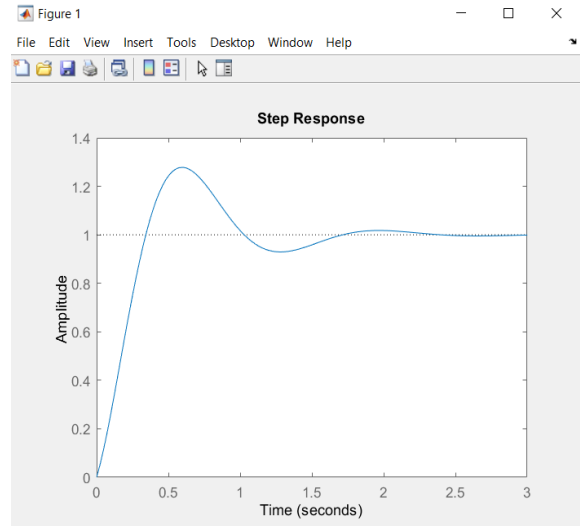 Figure 1
File Edit View Insert Tools Desktop Window Help
Step Response
1.4
1.2
1
0.8
0.6
0.4
0.2
0
Amplitude
0 0.5 1 1.5 2 2.5 3
Time (seconds)